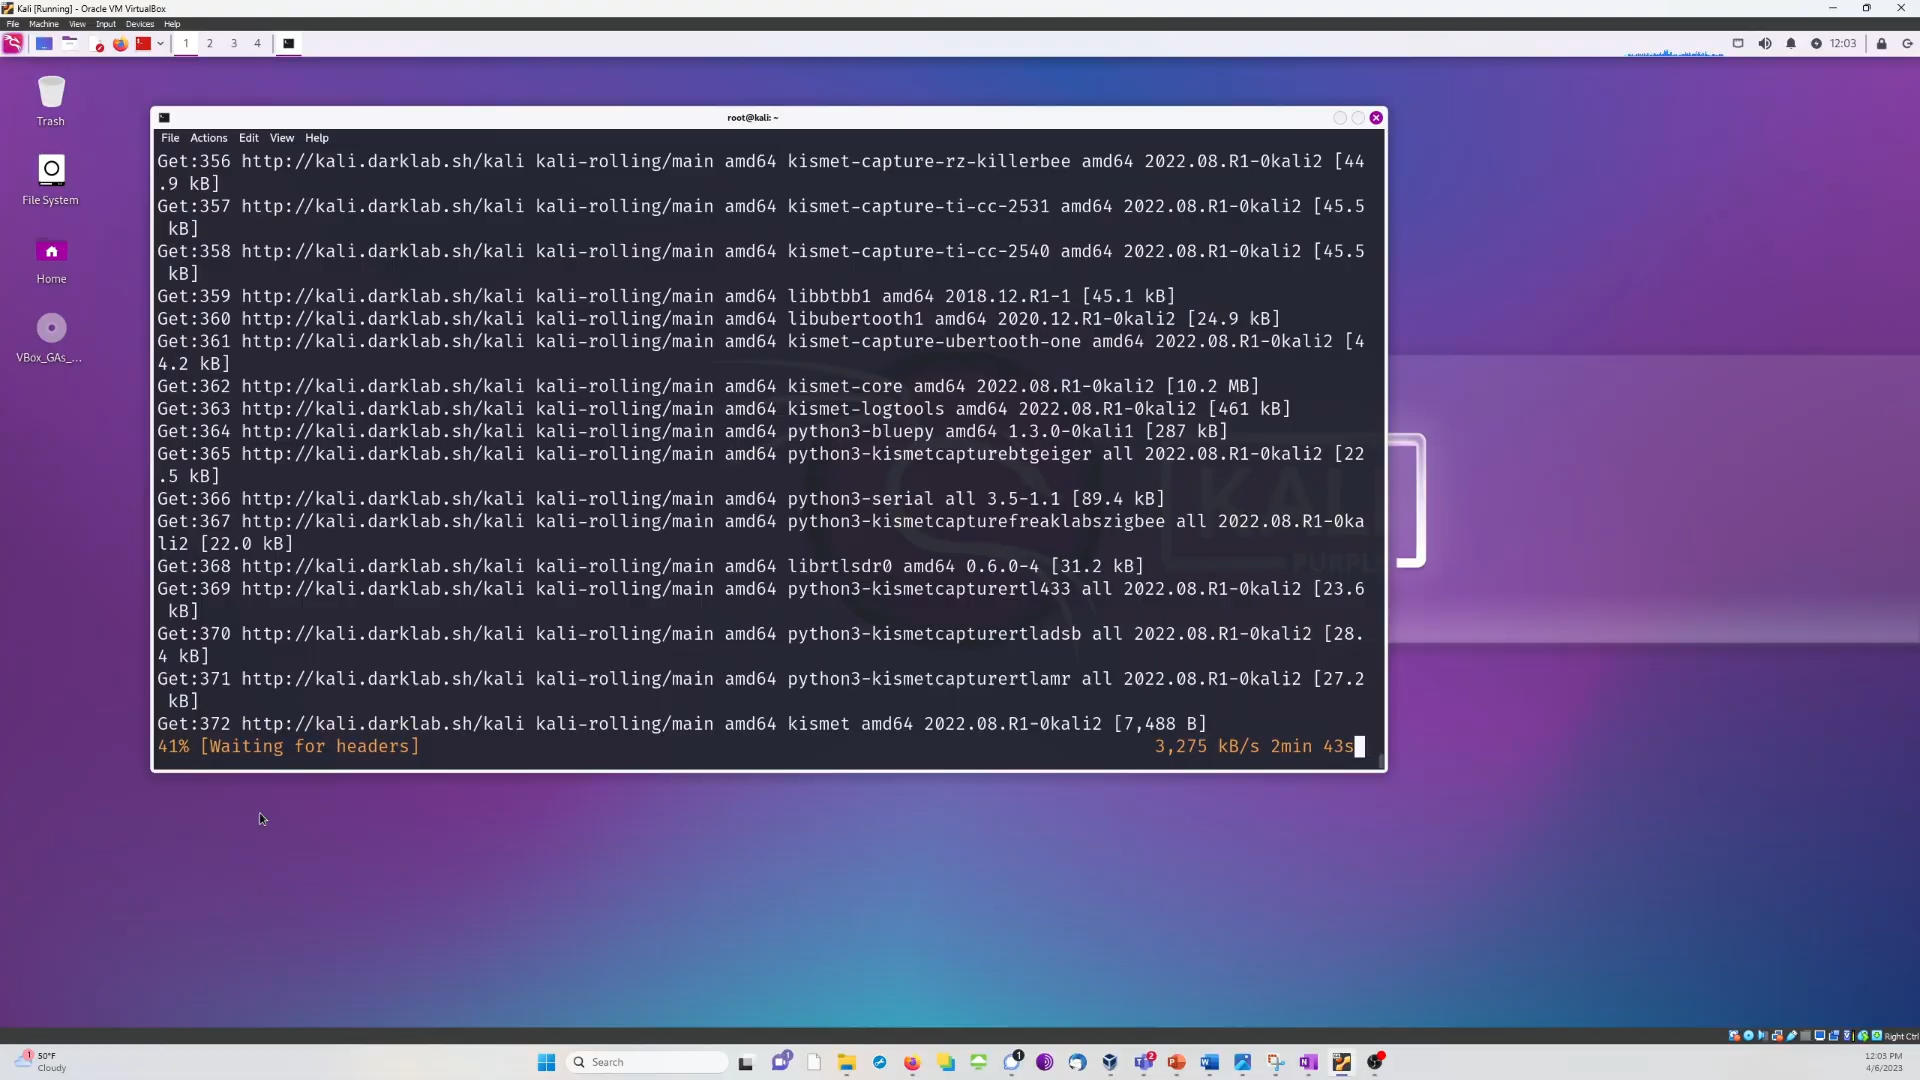 Kali [Running] - Oracle VM VirtualBox
File Machine View Input Devices Help
1 2 3 4
12:03
Trash
File System
Home
VBox_GAs_...
root@kali: ~
File Actions Edit View Help
Get:356 http://kali.darklab.sh/kali kali-rolling/main amd64 kismet-capture-rz-killerbee amd64 2022.08.R1-0kali2 [44
.9 kB]
Get:357 http://kali.darklab.sh/kali kali-rolling/main amd64 kismet-capture-ti-cc-2531 amd64 2022.08.R1-0kali2 [45.5
kB]
Get:358 http://kali.darklab.sh/kali kali-rolling/main amd64 kismet-capture-ti-cc-2540 amd64 2022.08.R1-0kali2 [45.5
kB]
Get:359 http://kali.darklab.sh/kali kali-rolling/main amd64 libbtbb1 amd64 2018.12.R1-1 [45.1 kB]
Get:360 http://kali.darklab.sh/kali kali-rolling/main amd64 libubertooth1 amd64 2020.12.R1-0kali2 [24.9 kB]
Get:361 http://kali.darklab.sh/kali kali-rolling/main amd64 kismet-capture-ubertooth-one amd64 2022.08.R1-0kali2 [4
4.2 kB]
Get:362 http://kali.darklab.sh/kali kali-rolling/main amd64 kismet-core amd64 2022.08.R1-0kali2 [10.2 MB]
Get:363 http://kali.darklab.sh/kali kali-rolling/main amd64 kismet-logtools amd64 2022.08.R1-0kali2 [461 kB]
Get:364 http://kali.darklab.sh/kali kali-rolling/main amd64 python3-bluepy amd64 1.3.0-0kali1 [287 kB]
Get:365 http://kali.darklab.sh/kali kali-rolling/main amd64 python3-kismetcapturebtgeiger all 2022.08.R1-0kali2 [22
.5 kB]
Get:366 http://kali.darklab.sh/kali kali-rolling/main amd64 python3-serial all 3.5-1.1 [89.4 kB]
Get:367 http://kali.darklab.sh/kali kali-rolling/main amd64 python3-kismetcapturefreaklabszigbee all 2022.08.R1-0ka
li2 [22.0 kB]
Get:368 http://kali.darklab.sh/kali kali-rolling/main amd64 librtlsdr0 amd64 0.6.0-4 [31.2 kB]
Get:369 http://kali.darklab.sh/kali kali-rolling/main amd64 python3-kismetcapturertl433 all 2022.08.R1-0kali2 [23.6
kB]
Get:370 http://kali.darklab.sh/kali kali-rolling/main amd64 python3-kismetcapturertladsb all 2022.08.R1-0kali2 [28.
4 kB]
Get:371 http://kali.darklab.sh/kali kali-rolling/main amd64 python3-kismetcapturertlamr all 2022.08.R1-0kali2 [27.2
kB]
Get:372 http://kali.darklab.sh/kali kali-rolling/main amd64 kismet amd64 2022.08.R1-0kali2 [7,488 B]
41% [Waiting for headers] 3,275 kB/s 2min 43s
KALI
PURPLE
Right Ctrl
1
50°F
Cloudy
Search
1
1
2
12:03 PM
4/6/2023